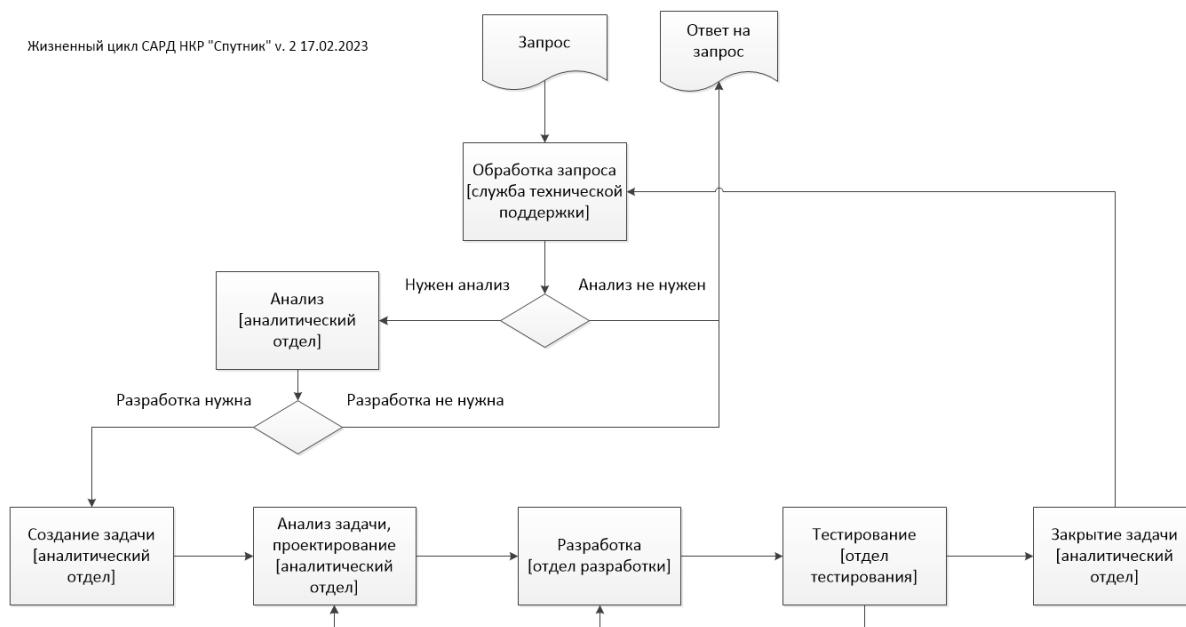 Жизненный цикл САРД НКР "Спутник" v. 2 17.02.2023
Запрос
Ответ на
запрос
Обработка запроса
[служба технической
поддержки]
Нужен анализ
Анализ не нужен
Анализ
[аналитический
отдел]
Разработка нужна
Разработка не нужна
Создание задачи
[аналитический
отдел]
Анализ задачи,
проектирование
[аналитический
отдел]
Разработка
[отдел разработки]
Тестирование
[отдел
тестирования]
Закрытие задачи
[аналитический
отдел]